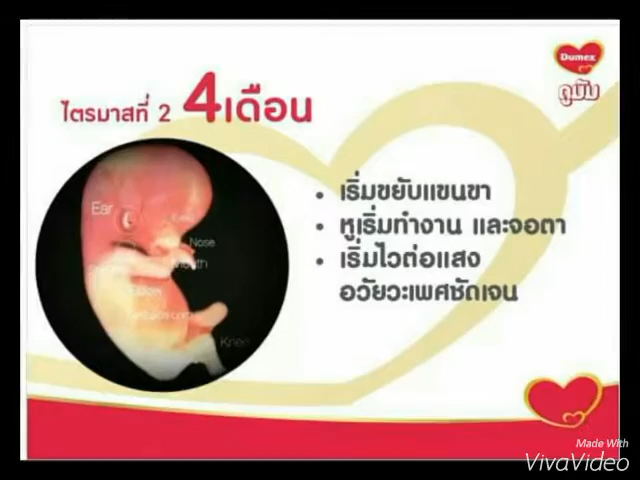 Dumex
ดูมัม
ไตรมาสที่ 2 4เดือน
• เริ่มขยับแขนขา
• หูเริ่มทำงาน และจอตา
• เริ่มไวต่อแสง
อวัยวะเพศชัดเจน
Ear
Nose
Knee
Made With
VivaVideo